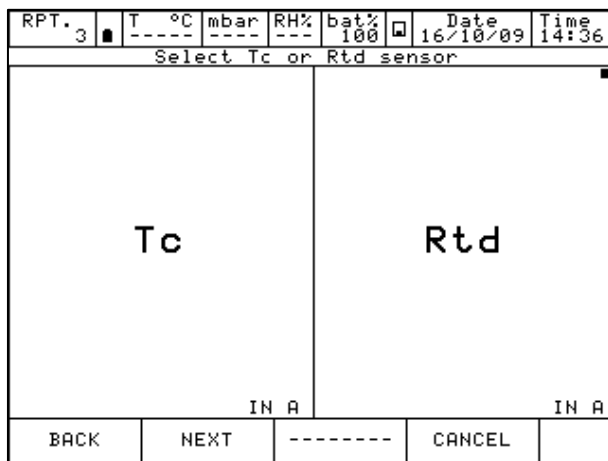 RPT. T °C mbar RH% bat% Date Time
3 ----- ---- --- 100 16/10/09 14:36
Select Tc or Rtd sensor
Tc Rtd
IN A IN A
BACK NEXT -------- CANCEL